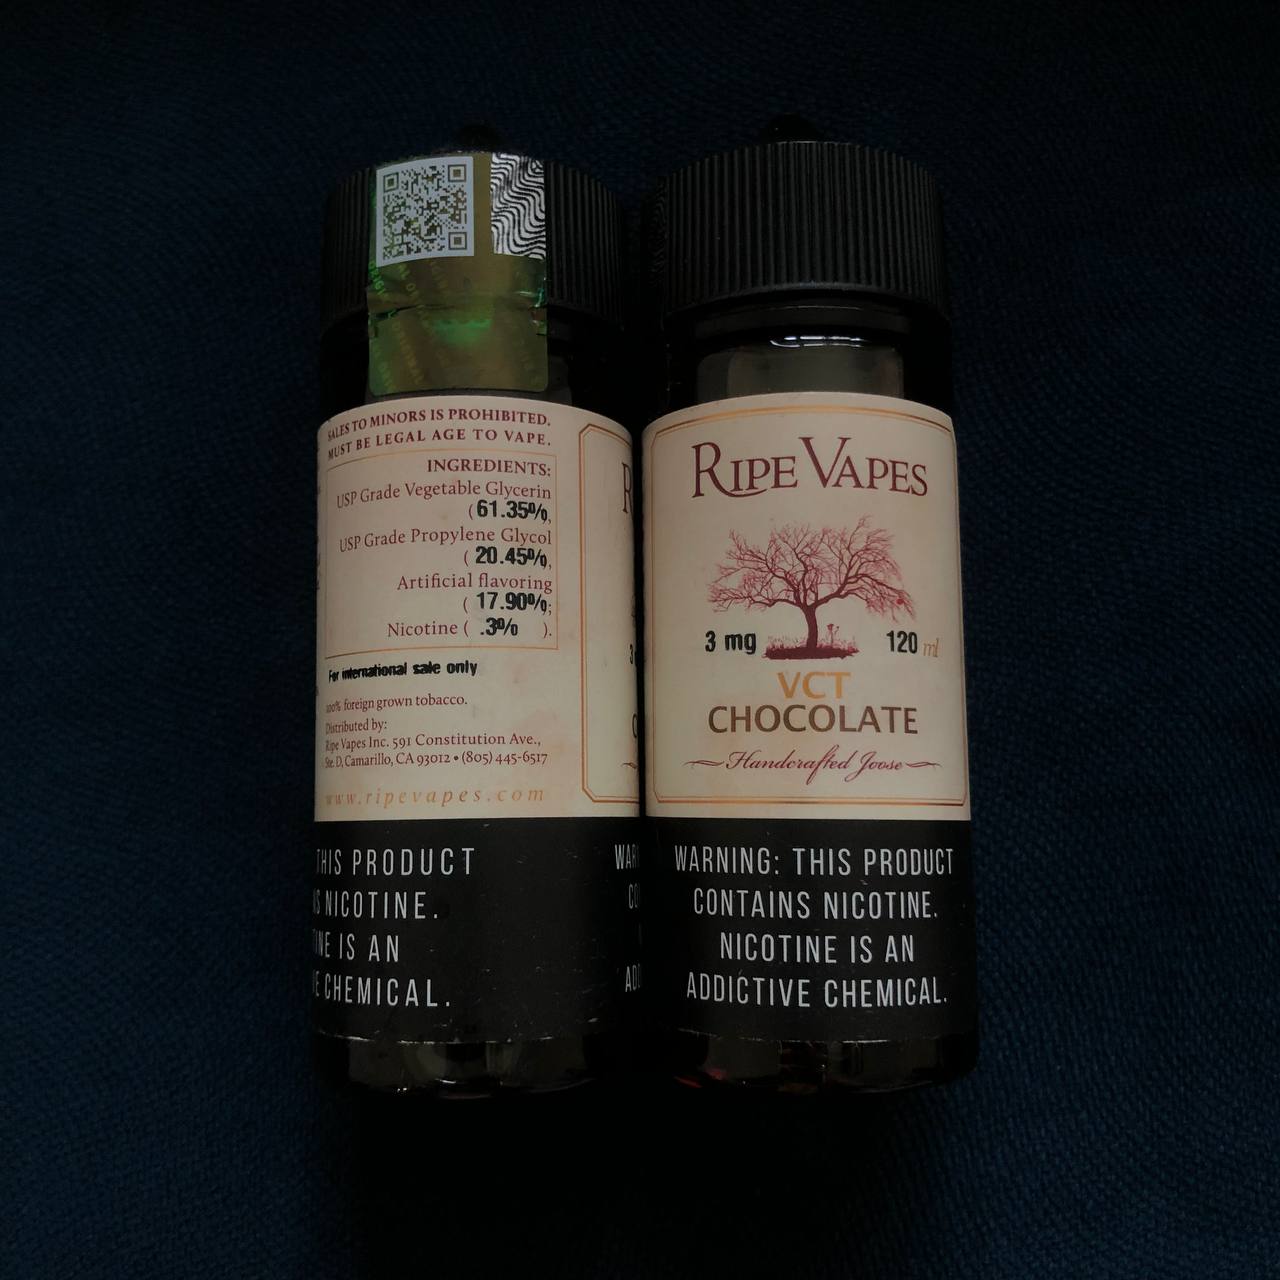 SALES TO MINORS IS PROHIBITED.
MUST BE LEGAL AGE TO VAPE.
INGREDIENTS:
USP Grade Vegetable Glycerin
( 61.35%,
USP Grade Propylene Glycol
( 20.45%,
Artificial flavoring
( 17.90%;
Nicotine ( .3% ).
For international sale only
100% foreign grown tobacco.
Distributed by:
Ripe Vapes Inc. 591 Constitution Ave.,
Ste. D, Camarillo, CA 93012 • (805) 445-6517
www.ripevapes.com
THIS PRODUCT
NICOTINE.
IS AN
CHEMICAL.
RIPE VAPES
3 mg 120 ml
VCT
CHOCOLATE
Handcrafted Joose
WARNING: THIS PRODUCT
CONTAINS NICOTINE.
NICOTINE IS AN
ADDICTIVE CHEMICAL.